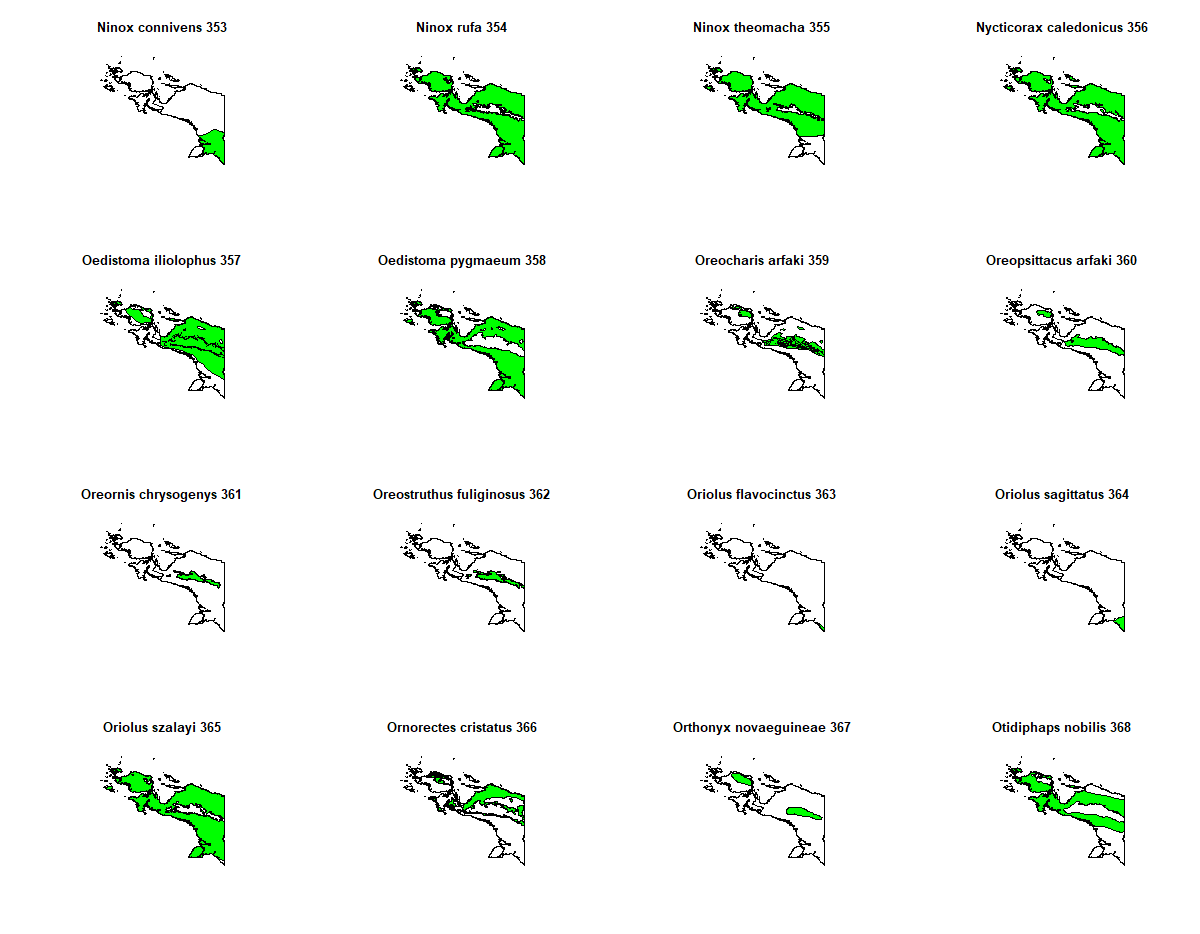 Ninox connivens 353
Ninox rufa 354
Ninox theomacha 355
Nycticorax caledonicus 356
Oedistoma iliolophus 357
Oedistoma pygmaeum 358
Oreocharis arfaki 359
Oreopsittacus arfaki 360
Oreornis chrysogenys 361
Oreostruthus fuliginosus 362
Oriolus flavocinctus 363
Oriolus sagittatus 364
Oriolus szalayi 365
Ornorectes cristatus 366
Orthonyx novaeguineae 367
Otidiphaps nobilis 368